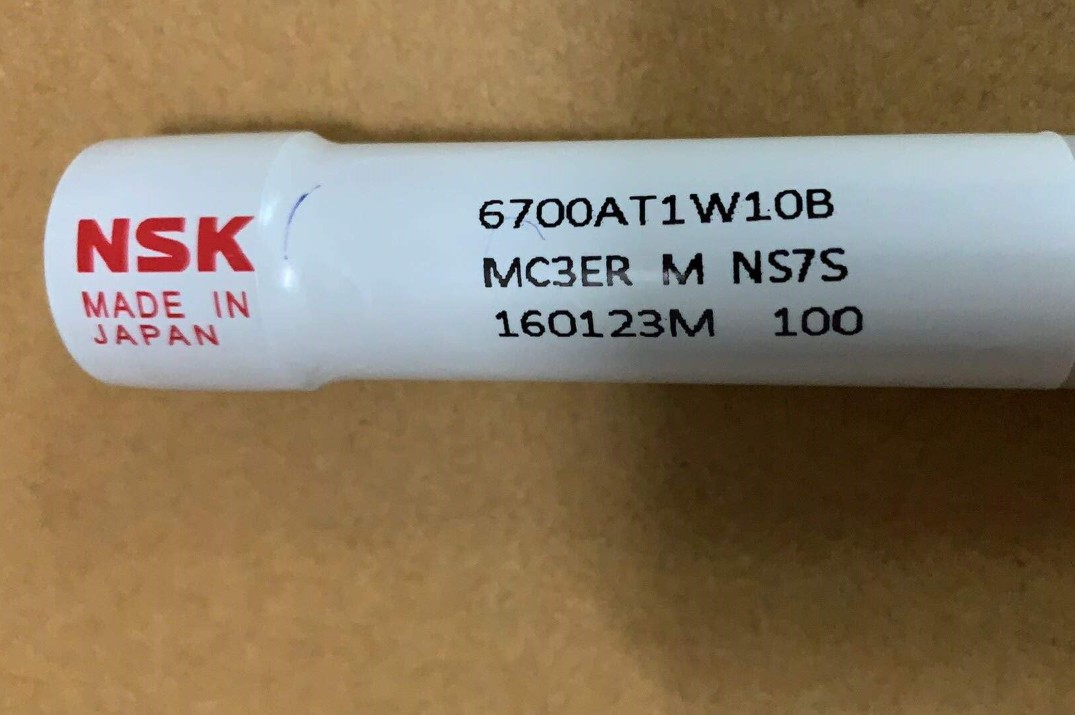 NSK
MADE IN
JAPAN
6700AT1W10B
MC3ER M NS7S
160123M 100